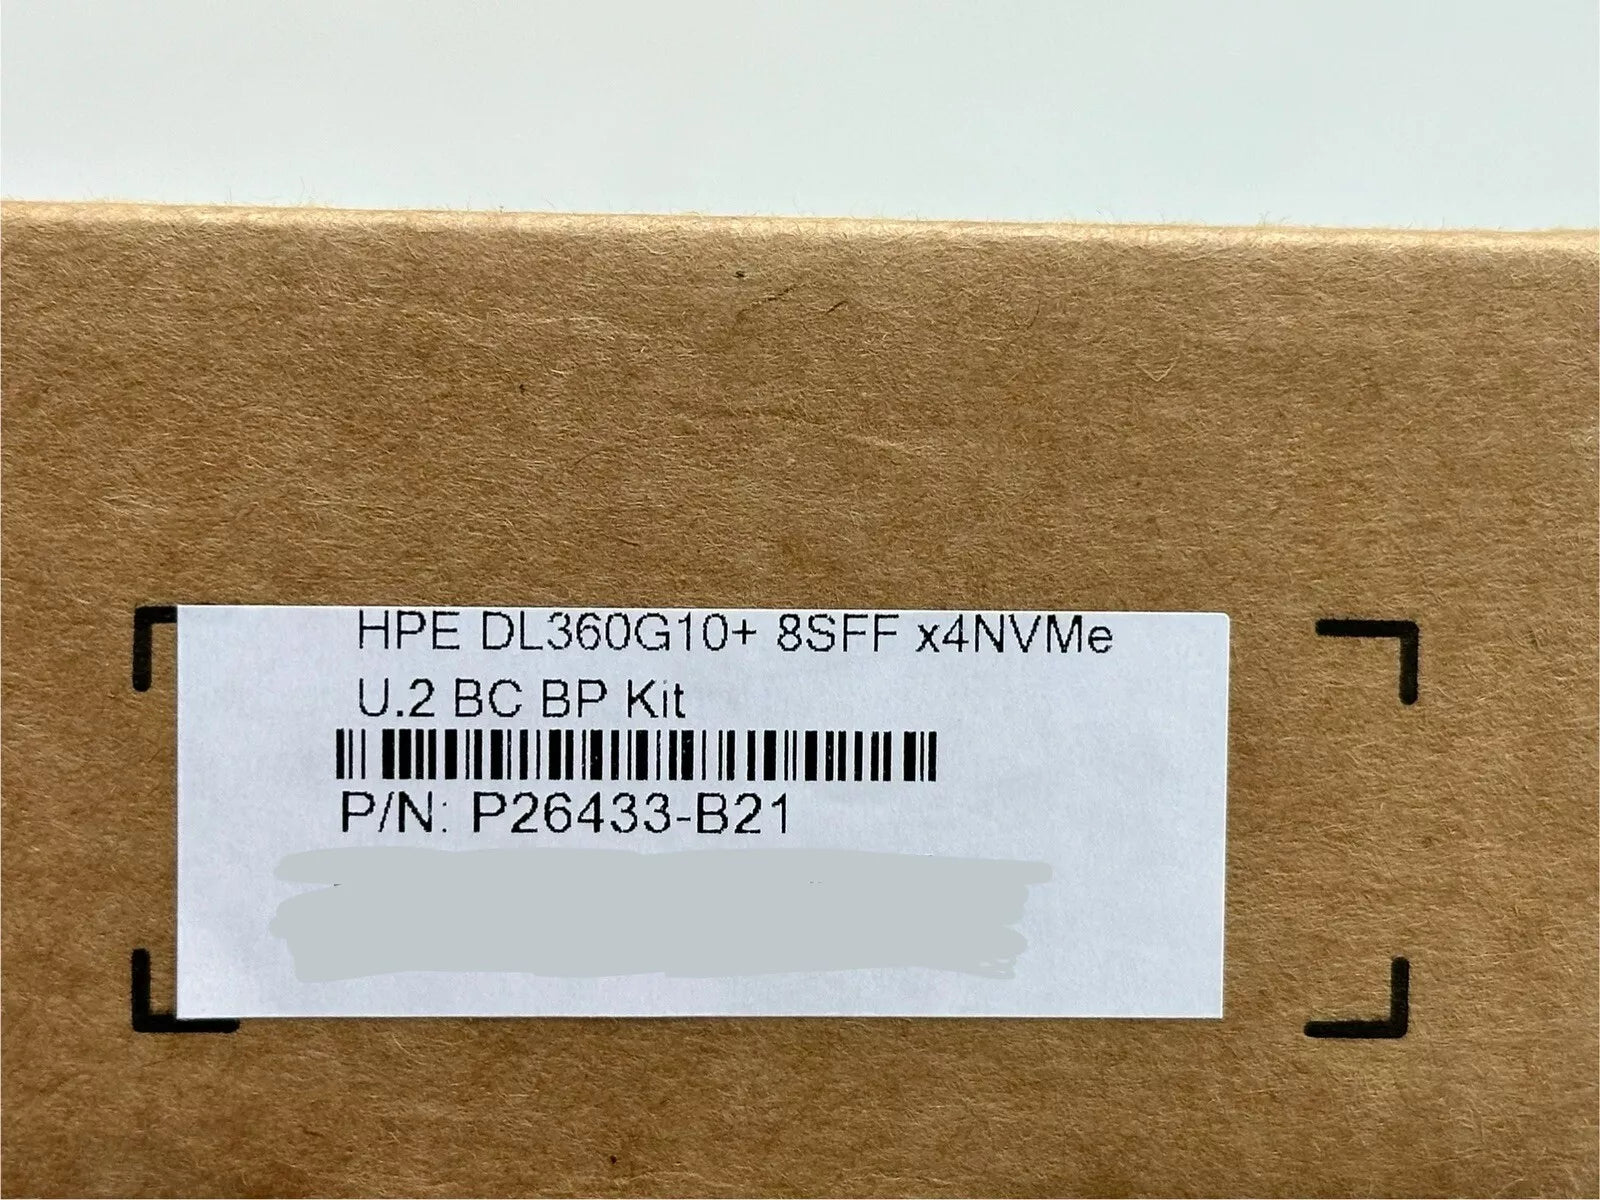 HPE DL360G10+ 8SFF x4NVMe
U.2 BC BP Kit
P/N: P26433-B21